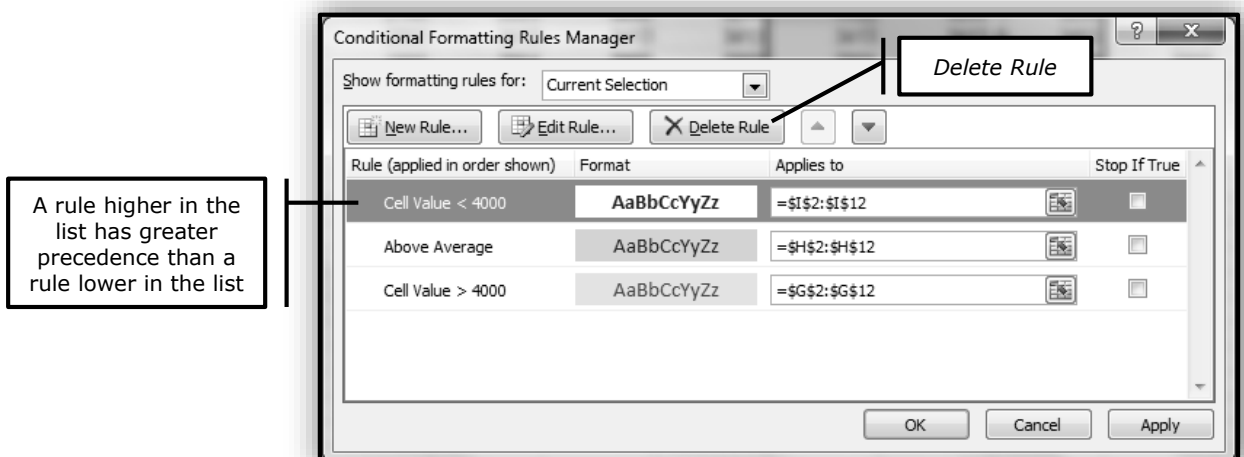 Conditional Formatting Rules Manager
?
X
Show formatting rules for: Current Selection
Delete Rule
New Rule... Edit Rule... Delete Rule
Rule (applied in order shown) Format Applies to Stop If True
Cell Value < 4000 AaBbCcYyZz =$I$2:$I$12
Above Average AaBbCcYyZz =$H$2:$H$12
Cell Value > 4000 AaBbCcYyZz =$G$2:$G$12
A rule higher in the
list has greater
precedence than a
rule lower in the list
OK Cancel Apply